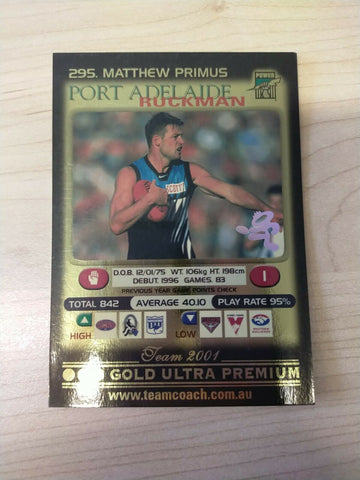 295. MATTHEW PRIMUS
POWER
PORT ADELAIDE
RUCKMAN
D.O.B. 12/01/75 WT. 106kg HT. 198cm
DEBUT. 1996 GAMES. 83
1
PREVIOUS YEAR GAME POINTS CHECK
TOTAL 842 AVERAGE 40.10 PLAY RATE 95%
HIGH LOW
Team 2001
GOLD ULTRA PREMIUM
www.teamcoach.com.au